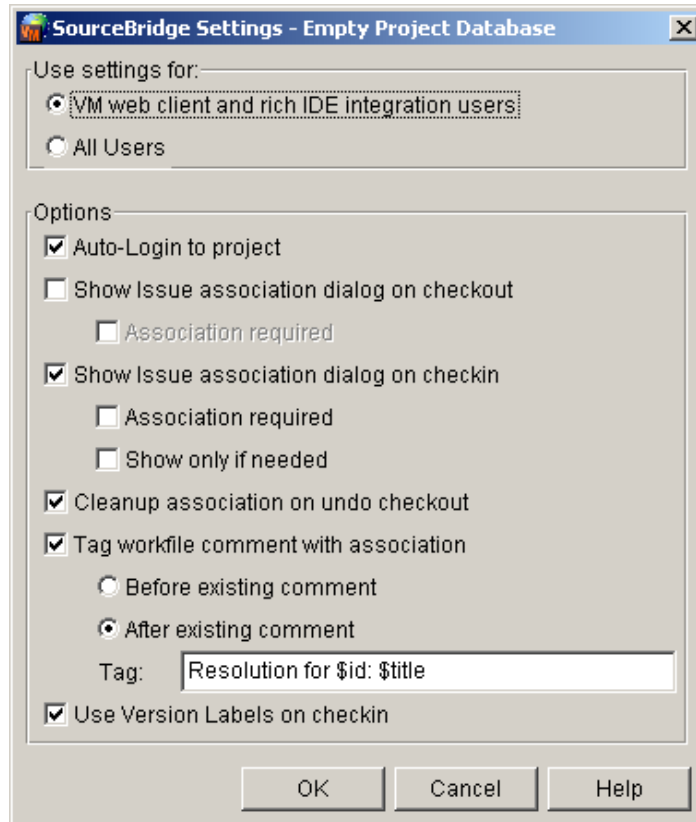 SourceBridge Settings - Empty Project Database
Use settings for:
VM web client and rich IDE integration users
All Users
Options
Auto-Login to project
Show Issue association dialog on checkout
Association required
Show Issue association dialog on checkin
Association required
Show only if needed
Cleanup association on undo checkout
Tag workfile comment with association
Before existing comment
After existing comment
Tag: Resolution for $id: $title
Use Version Labels on checkin
OK Cancel Help